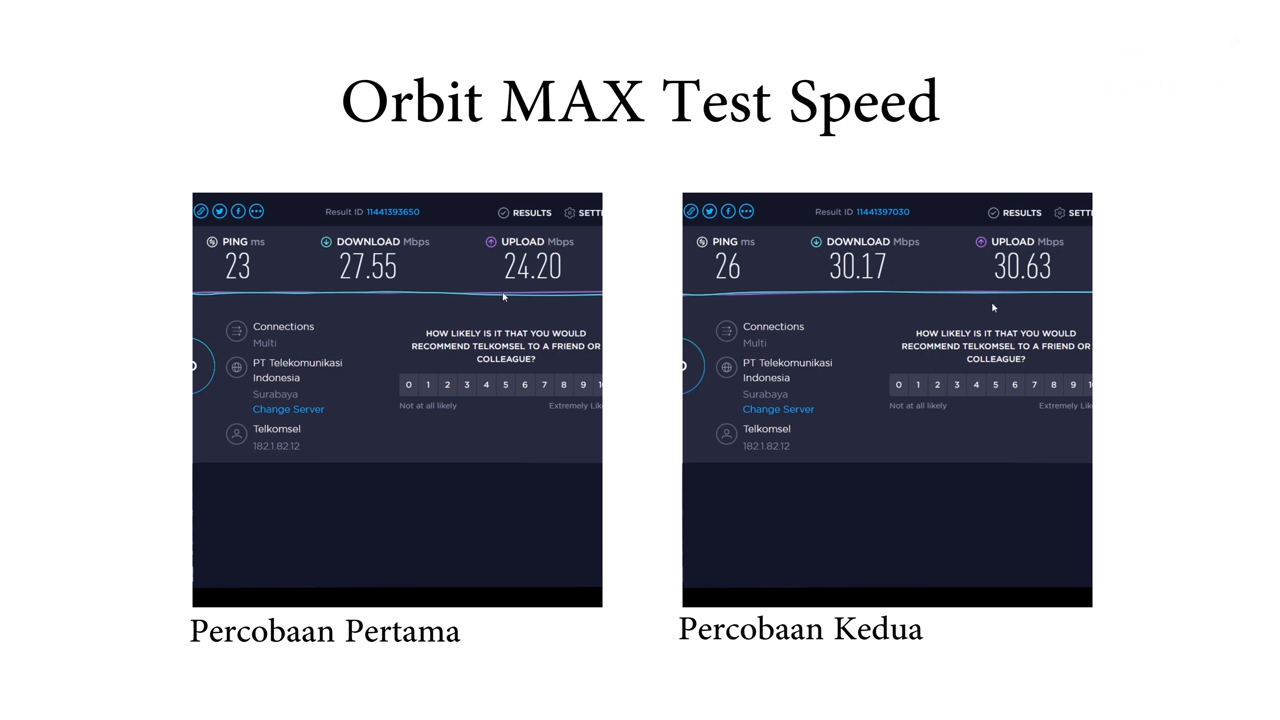 Orbit MAX Test Speed
Result ID 11441393650
RESULTS
PING ms
DOWNLOAD Mbps
UPLOAD Mbps
23
27.55
24.20
Connections
Multi
PT Telekomunikasi
Indonesia
Surabaya
Change Server
Telkomsel
182.1.82.12
HOW LIKELY IS IT THAT YOU WOULD
RECOMMEND TELKOMSEL TO A FRIEND OR
COLLEAGUE?
0 1 2 3 4 5 6 7 8 9
Not at all likely
Extremely
Percobaan Pertama
Result ID 11441397030
RESULTS
PING ms
DOWNLOAD Mbps
UPLOAD Mbps
26
30.17
30.63
Connections
Multi
PT Telekomunikasi
Indonesia
Surabaya
Change Server
Telkomsel
182.1.82.12
HOW LIKELY IS IT THAT YOU WOULD
RECOMMEND TELKOMSEL TO A FRIEND OR
COLLEAGUE?
0 1 2 3 4 5 6 7 8 9
Not at all likely
Extremely
Percobaan Kedua